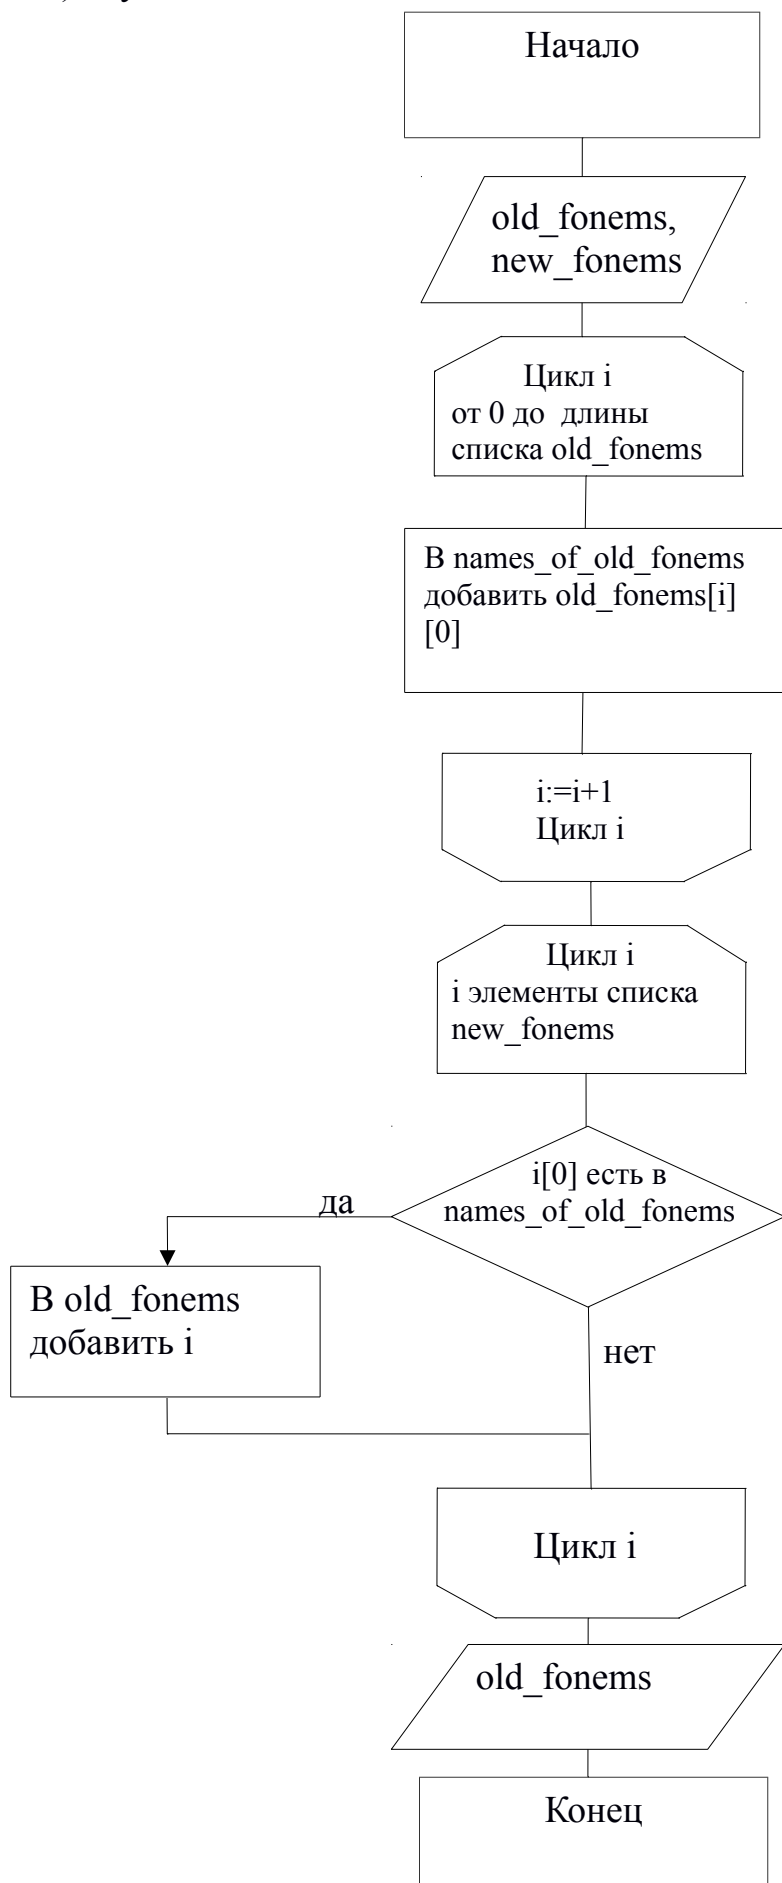 Начало
old_fonems,
new_fonems
Цикл i
от 0 до длины
списка old_fonems
В names_of_old_fonems
добавить old_fonems[i]
[0]
i:=i+1
Цикл i
Цикл i
i элементы списка
new_fonems
i[0] есть в
names_of_old_fonems
да
В old_fonems
добавить i
нет
Цикл i
old_fonems
Конец